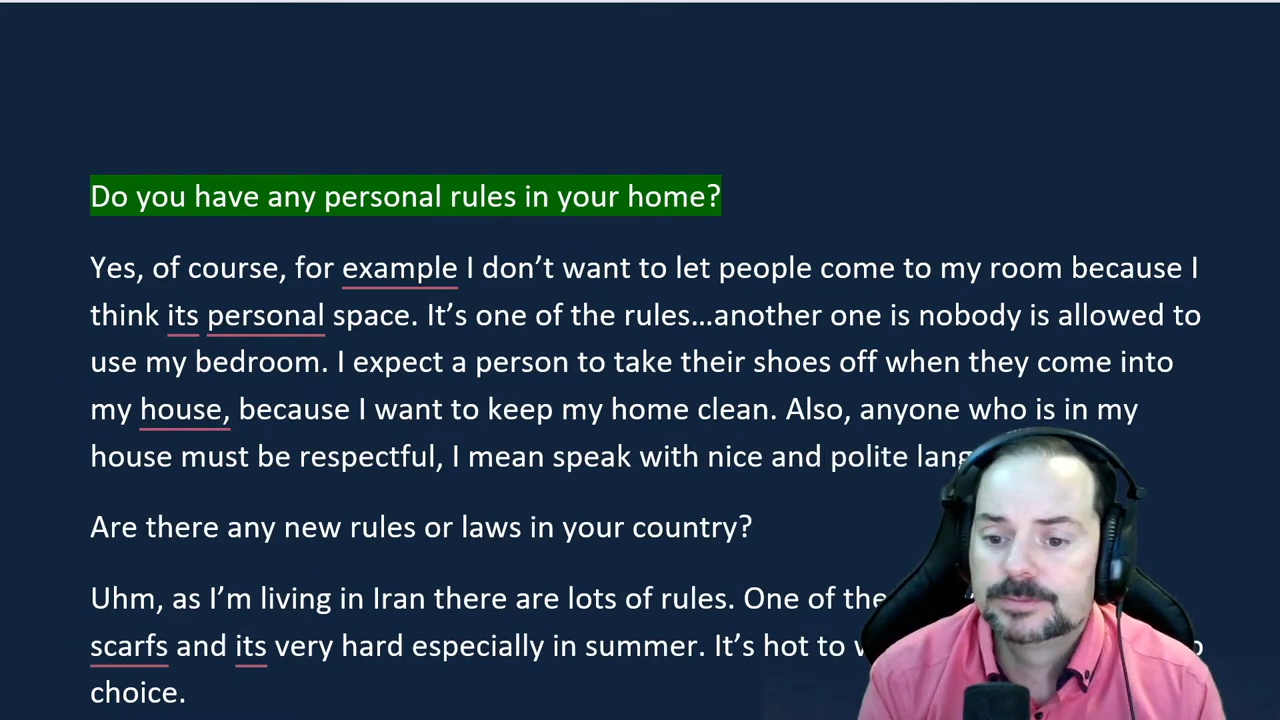 Do you have any personal rules in your home?
Yes, of course, for example I don’t want to let people come to my room because I
think its personal space. It’s one of the rules…another one is nobody is allowed to
use my bedroom. I expect a person to take their shoes off when they come into
my house, because I want to keep my home clean. Also, anyone who is in my
house must be respectful, I mean speak with nice and polite
Are there any new rules or laws in your country?
Uhm, as I’m living in Iran there are lots of rules. One of the
scarfs and its very hard especially in summer. It’s hot to
choice.